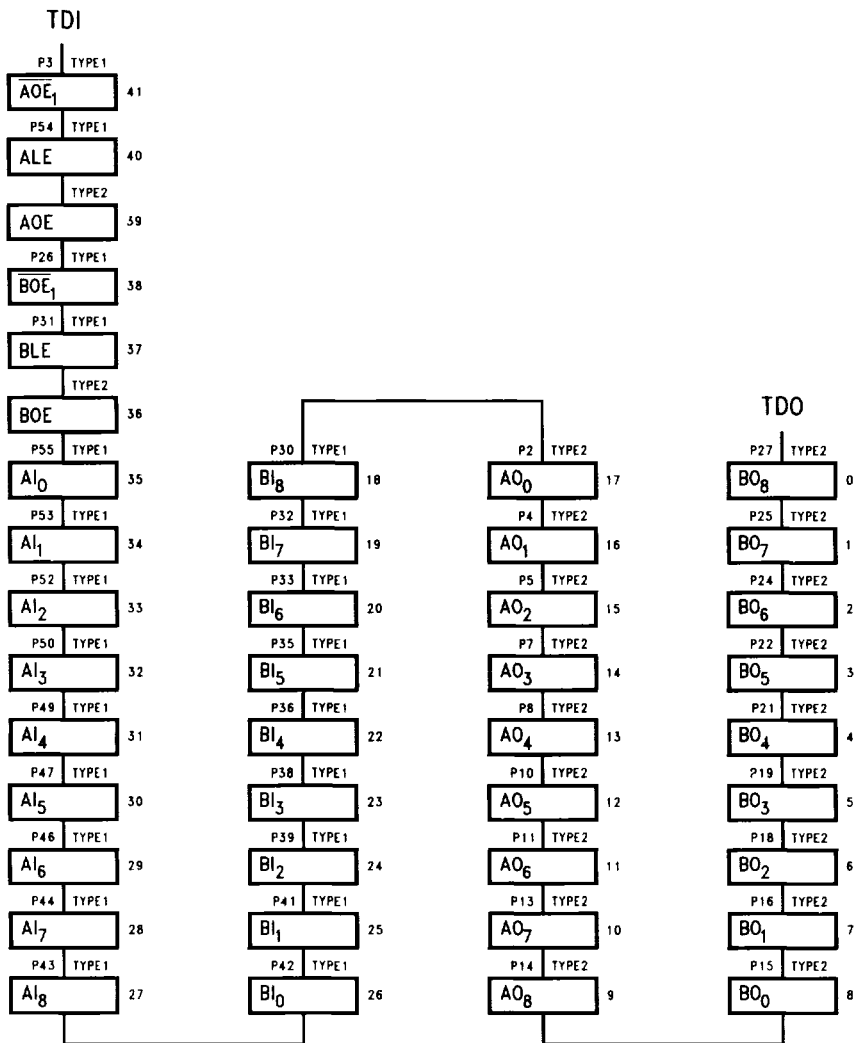 TDI
P3 TYPE1
AOE1 41
P54 TYPE1
ALE 40
TYPE2
AOE 39
P26 TYPE1
BOE1 38
P31 TYPE1
BLE 37
TYPE2
BOE 36
P55 TYPE1
AI0 35
P53 TYPE1
AI1 34
P52 TYPE1
AI2 33
P50 TYPE1
AI3 32
P49 TYPE1
AI4 31
P47 TYPE1
AI5 30
P46 TYPE1
AI6 29
P44 TYPE1
AI7 28
P43 TYPE1
AI8 27
P30 TYPE1
BI8 18
P32 TYPE1
BI7 19
P33 TYPE1
BI6 20
P35 TYPE1
BI5 21
P36 TYPE1
BI4 22
P38 TYPE1
BI3 23
P39 TYPE1
BI2 24
P41 TYPE1
BI1 25
P42 TYPE1
BI0 26
P2 TYPE2
AO0 17
P4 TYPE2
AO1 16
P5 TYPE2
AO2 15
P7 TYPE2
AO3 14
P8 TYPE2
AO4 13
P10 TYPE2
AO5 12
P11 TYPE2
AO6 11
P13 TYPE2
AO7 10
P14 TYPE2
AO8 9
TDO
P27 TYPE2
BO8 0
P25 TYPE2
BO7 1
P24 TYPE2
BO6 2
P22 TYPE2
BO5 3
P21 TYPE2
BO4 4
P19 TYPE2
BO3 5
P18 TYPE2
BO2 6
P16 TYPE2
BO1 7
P15 TYPE2
BO0 8